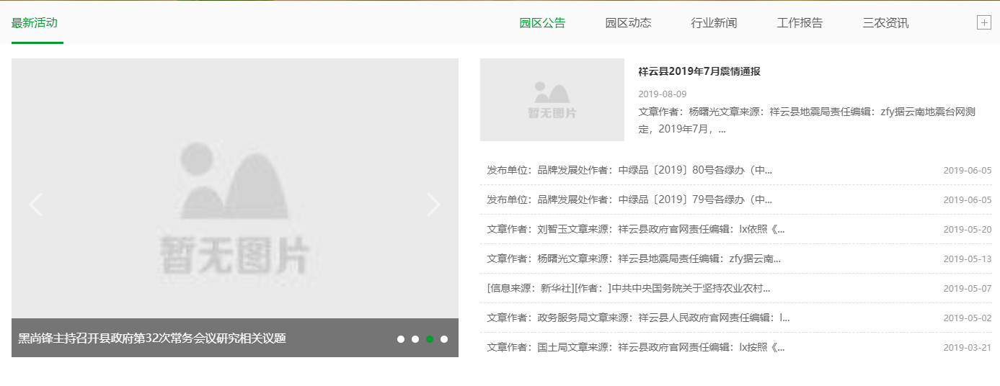 最新活动
园区公告
园区动态
行业新闻
工作报告
三农资讯
暂无图片
黑尚锋主持召开县政府第32次常务会议研究相关议题
暂无图片
祥云县2019年7月震情通报
2019-08-09
文章作者：杨曙光文章来源：祥云县地震局责任编辑：zfy据云南地震台网测
定，2019年7月，...
发布单位：品牌发展处作者：中绿品〔2019〕80号各绿办（中... 2019-06-05
发布单位：品牌发展处作者：中绿品〔2019〕79号各绿办（中... 2019-06-05
文章作者：刘智玉文章来源：祥云县政府官网责任编辑：lx依照《... 2019-05-20
文章作者：杨曙光文章来源：祥云县地震局责任编辑：zfy据云南... 2019-05-13
[信息来源：新华社][作者：]中共中央国务院关于坚持农业农村... 2019-05-07
文章作者：政务服务局文章来源：祥云县人民政府官网责任编辑：l... 2019-05-02
文章作者：国土局文章来源：祥云县政府官网责任编辑：lx按照《... 2019-03-21